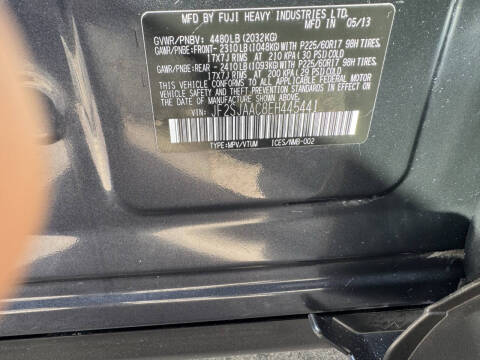 MFD BY FUJI HEAVY INDUSTRIES LTD.
MFD IN 05/13
GVWR/PNBV: 4480LB (2032KG)
GAWR/PNBE: FRONT- 2310LB (1048KG) WITH P225/60R17 98H TIRES,
17X7J RIMS AT 210 KPA (30 PSI) COLD
GAWR/PNBE: REAR - 2410LB (1093KG) WITH P225/60R17 98H TIRES,
17X7J RIMS AT 200 KPA (29 PSI) COLD
THIS VEHICLE CONFORMS TO ALL APPLICABLE FEDERAL MOTOR
VEHICLE SAFETY AND THEFT PREVENTION STANDARDS IN EFFECT ON
THE DATE OF MANUFACTURE SHOWN ABOVE.
VIN: JF2SJAAC8EH445441
TYPE:MPV/VTUM ICES/NMB-002